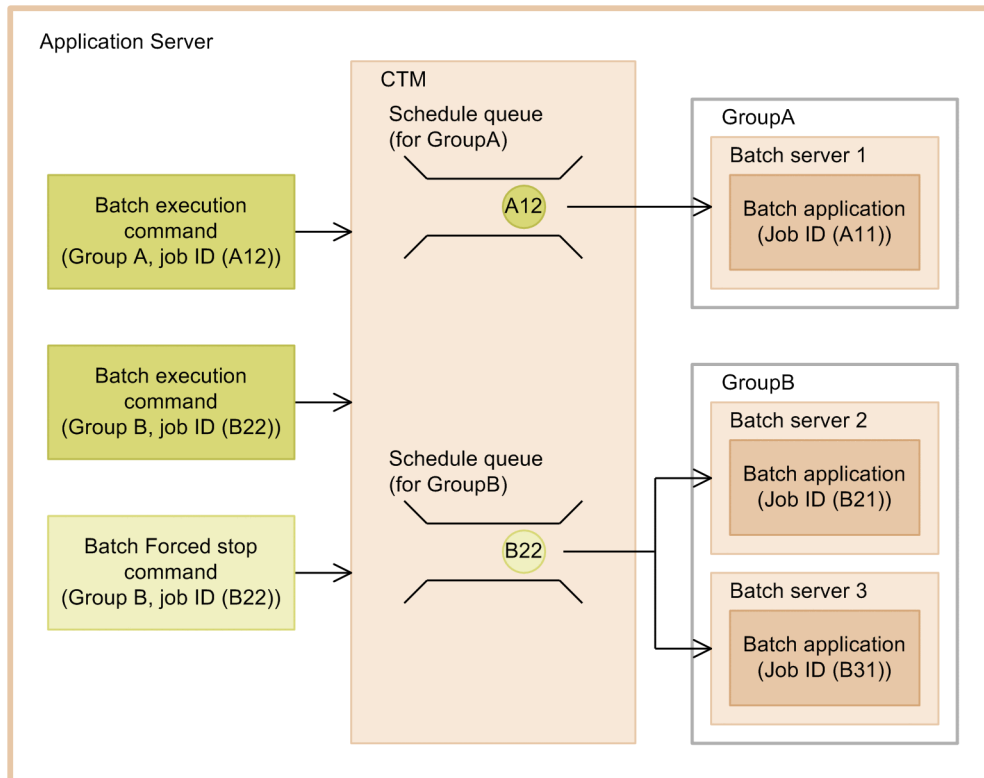 Application Server
CTM
Schedule queue
(for GroupA)
A12
GroupA
Batch server 1
Batch application
(Job ID (A11))
Batch execution
command
(Group A, job ID (A12))
Batch execution
command
(Group B, job ID (B22))
Batch Forced stop
command
(Group B, job ID (B22))
Schedule queue
(for GroupB)
B22
GroupB
Batch server 2
Batch application
(Job ID (B21))
Batch server 3
Batch application
(Job ID (B31))